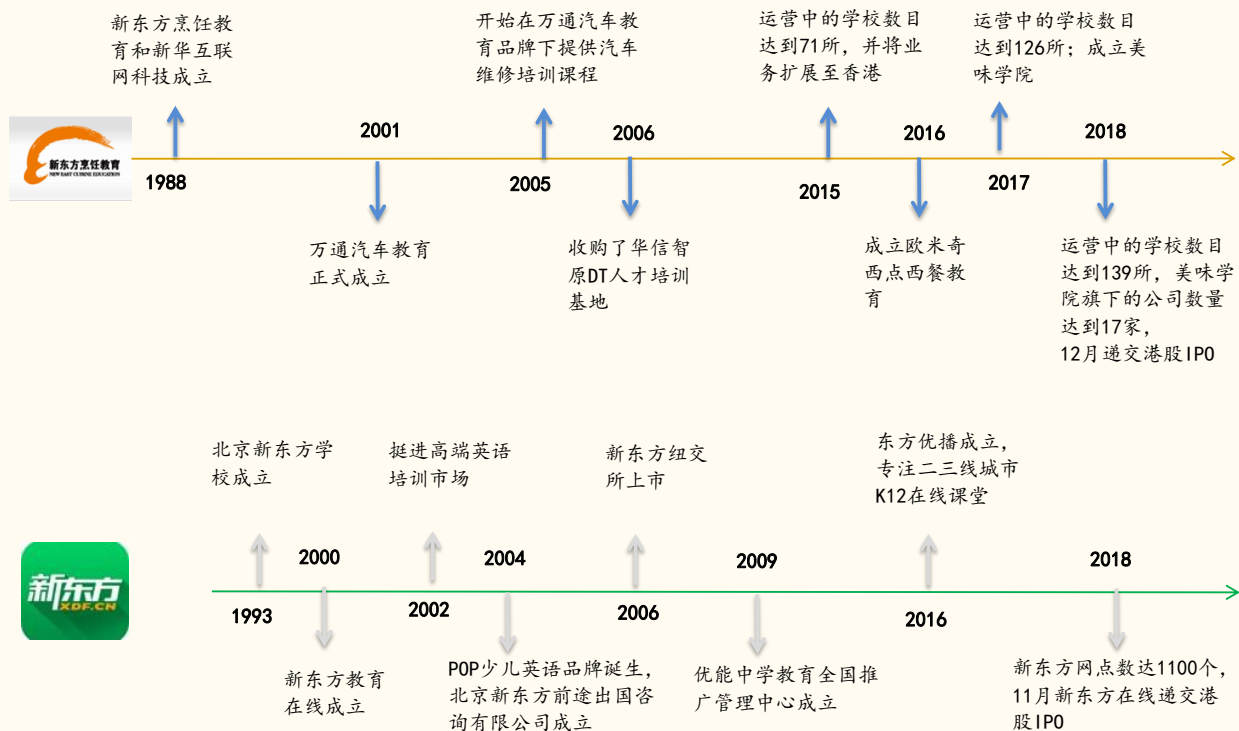 新东方烹饪教
育和新华互联
网科技成立
开始在万通汽车教
育品牌下提供汽车
维修培训课程
运营中的学校数目
达到71所，并将业
务扩展至香港
运营中的学校数目
达到126所；成立美
味学院
新东方烹饪教育
NEW EAST CUISINE EDUCATION
1988
2001
2005
2006
2015
2016
2017
2018
万通汽车教育
正式成立
收购了华信智
原DT人才培训
基地
成立欧米奇
西点西餐教
育
运营中的学校数目
达到139所，美味学
院旗下的公司数量
达到17家，
12月递交港股IPO
北京新东方学
校成立
挺进高端英语
培训市场
新东方纽交
所上市
东方优播成立，
专注二三线城市
K12在线课堂
新东方
XDF.CN
1993
2000
2002
2004
2006
2009
2016
2018
新东方教育
在线成立
POP少儿英语品牌诞生，
北京新东方前途出国咨
询有限公司成立
优能中学教育全国推
广管理中心成立
新东方网点数达1100个，
11月新东方在线递交港
股IPO